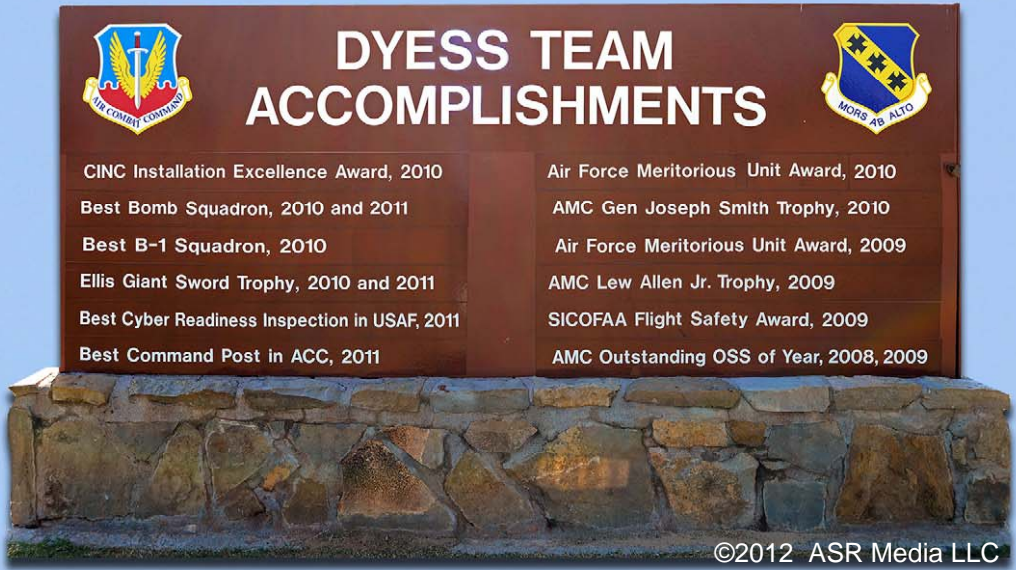 DYESS TEAM
ACCOMPLISHMENTS
AIR COMBAT COMMAND
MORS AB ALTO
CINC Installation Excellence Award, 2010
Best Bomb Squadron, 2010 and 2011
Best B-1 Squadron, 2010
Ellis Giant Sword Trophy, 2010 and 2011
Best Cyber Readiness Inspection in USAF, 2011
Best Command Post in ACC, 2011
Air Force Meritorious Unit Award, 2010
AMC Gen Joseph Smith Trophy, 2010
Air Force Meritorious Unit Award, 2009
AMC Lew Allen Jr. Trophy, 2009
SICOFAA Flight Safety Award, 2009
AMC Outstanding OSS of Year, 2008, 2009
©2012 ASR Media LLC